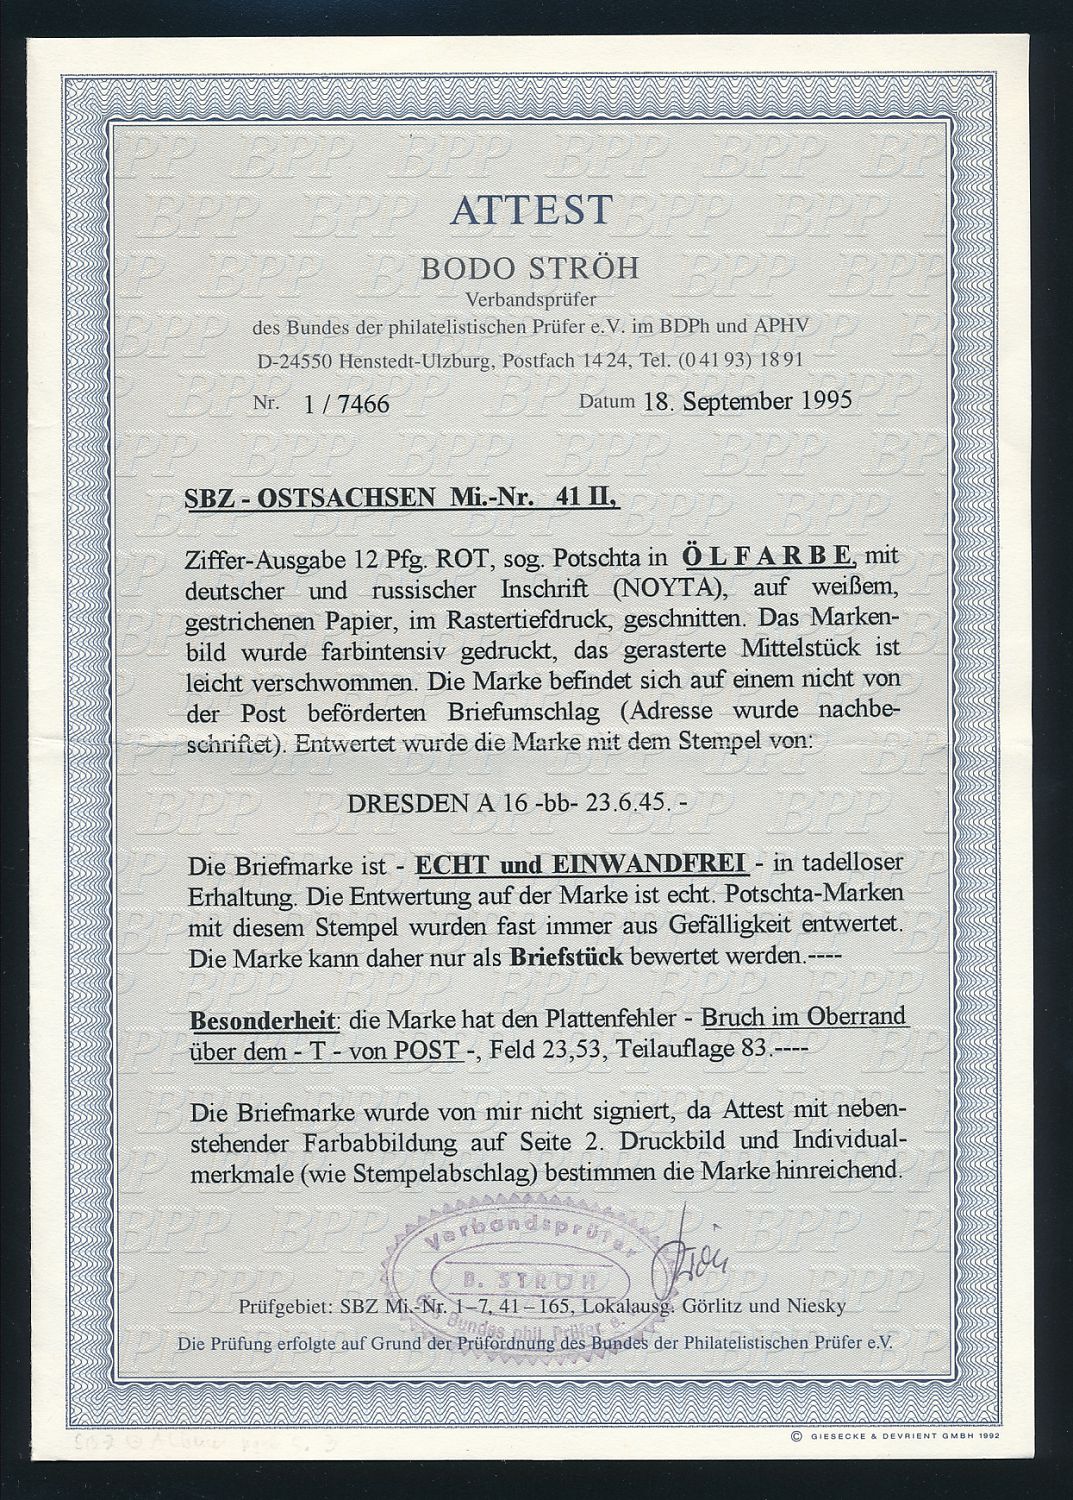 ATTEST
BODO STRÖH
Verbandsprüfer
des Bundes der philatelistischen Prüfer e.V. im BDPh und APHV
D-24550 Henstedt-Ulzburg, Postfach 14 24, Tel. (0 41 93) 18 91
Nr. 1 / 7466 Datum 18. September 1995
SBZ - OSTSACHSEN Mi.-Nr. 41 II,
Ziffer-Ausgabe 12 Pfg. ROT, sog. Potschta in ÖLFARBE, mit
deutscher und russischer Inschrift (NOYTA), auf weißem,
gestrichenen Papier, im Rastertiefdruck, geschnitten. Das Marken-
bild wurde farbintensiv gedruckt, das gerasterte Mittelstück ist
leicht verschwommen. Die Marke befindet sich auf einem nicht von
der Post beförderten Briefumschlag (Adresse wurde nachbe-
schriftet). Entwertet wurde die Marke mit dem Stempel von:
DRESDEN A 16 -bb- 23.6.45. -
Die Briefmarke ist - ECHT und EINWANDFREI - in tadelloser
Erhaltung. Die Entwertung auf der Marke ist echt. Potschta-Marken
mit diesem Stempel wurden fast immer aus Gefälligkeit entwertet.
Die Marke kann daher nur als Briefstück bewertet werden.----
Besonderheit: die Marke hat den Plattenfehler - Bruch im Oberrand
über dem - T - von POST -, Feld 23,53, Teilauflage 83.----
Die Briefmarke wurde von mir nicht signiert, da Attest mit neben-
stehender Farbabbildung auf Seite 2. Druckbild und Individual-
merkmale (wie Stempelabschlag) bestimmen die Marke hinreichend.
Verbandsprüfer
B. STRÖH
Bundes phil. Prüfer e.
Prüfgebiet: SBZ Mi.-Nr. 1–7, 41 – 165, Lokalausg. Görlitz und Niesky
Die Prüfung erfolgte auf Grund der Prüfordnung des Bundes der Philatelistischen Prüfer e.V.
© GIESECKE & DEVRIENT GMBH 1992